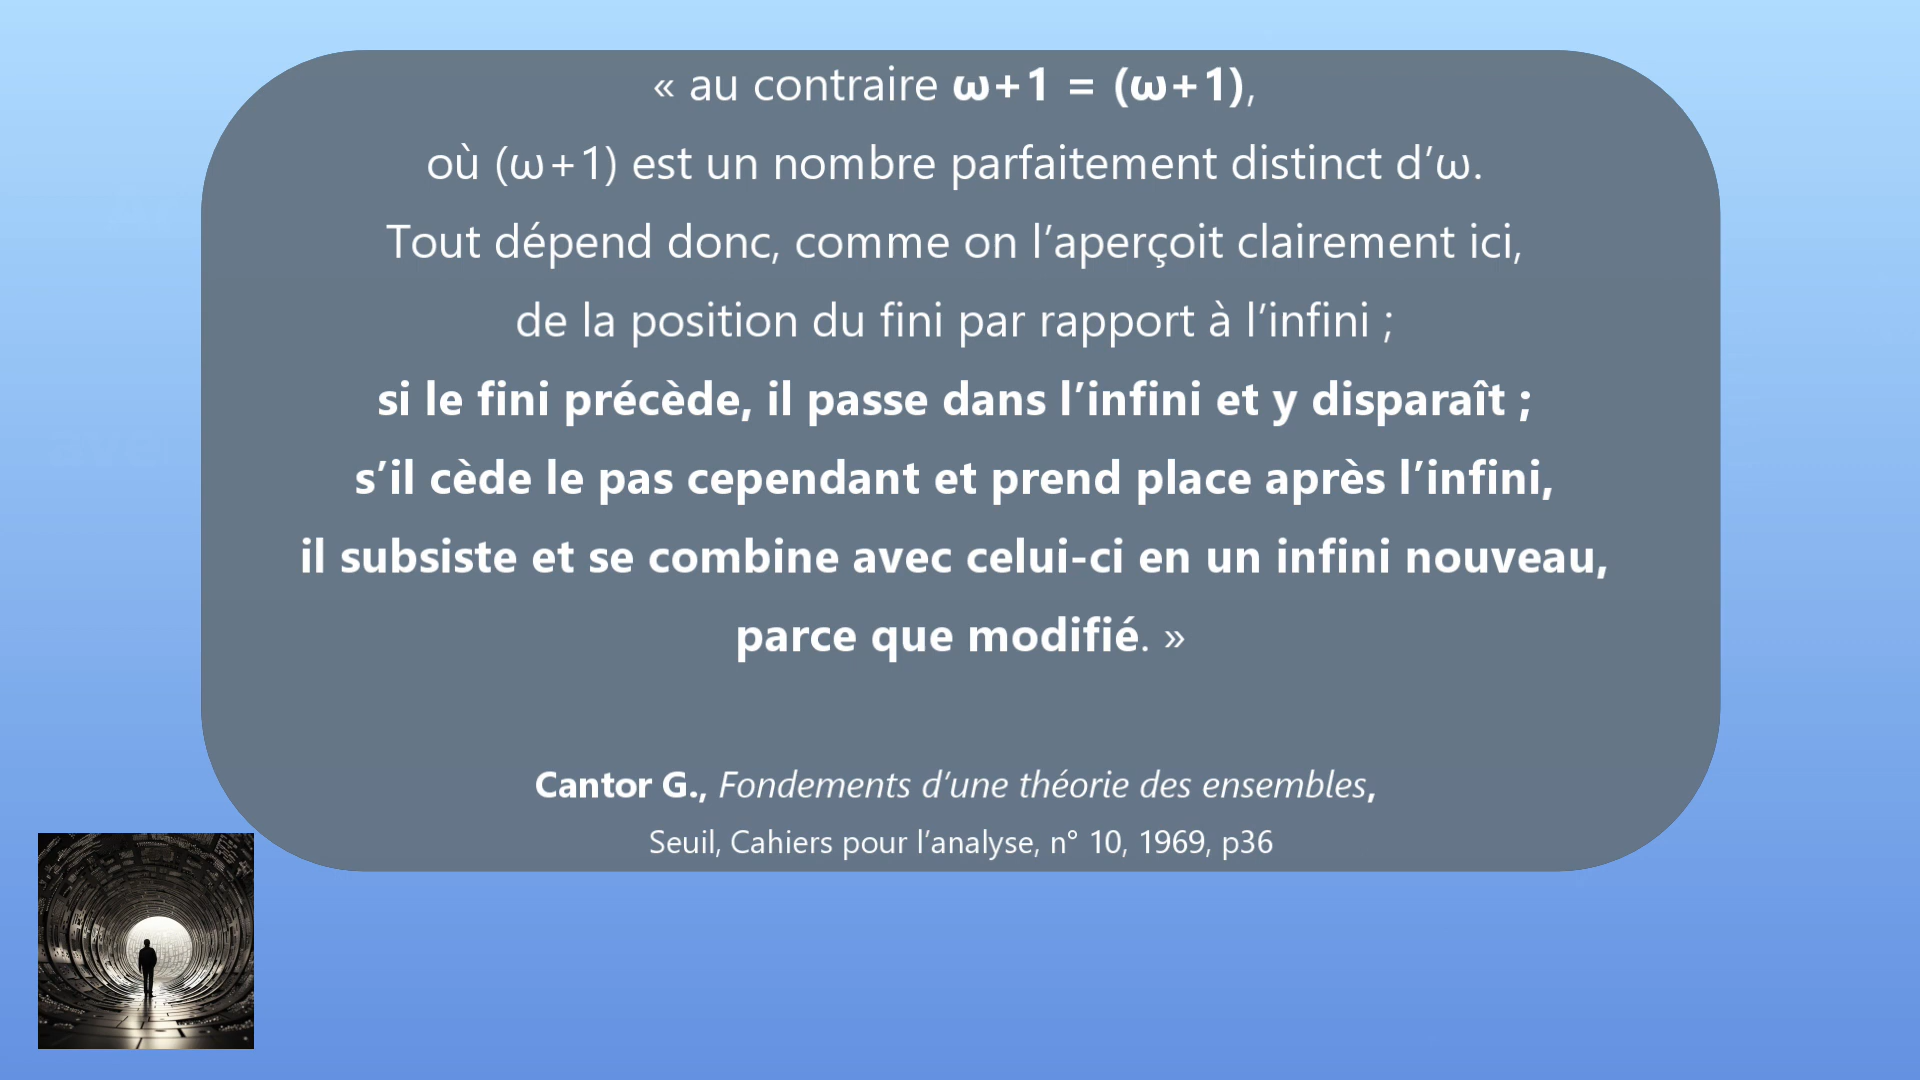 « au contraire ω+1 = (ω+1),
où (ω+1) est un nombre parfaitement distinct d’ω.
Tout dépend donc, comme on l’aperçoit clairement ici,
de la position du fini par rapport à l’infini ;
si le fini précède, il passe dans l’infini et y disparaît ;
s’il cède le pas cependant et prend place après l’infini,
il subsiste et se combine avec celui-ci en un infini nouveau,
parce que modifié. »
Cantor G., Fondements d’une théorie des ensembles,
Seuil, Cahiers pour l’analyse, n° 10, 1969, p36